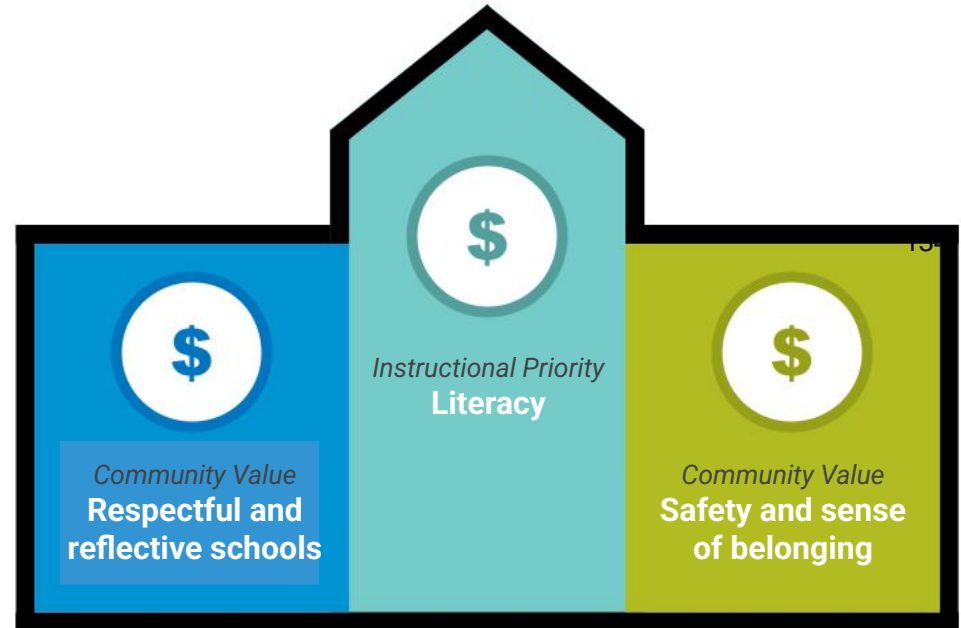 $
Instructional Priority
Literacy
$
Community Value
Respectful and
reflective schools
$
Community Value
Safety and sense
of belonging